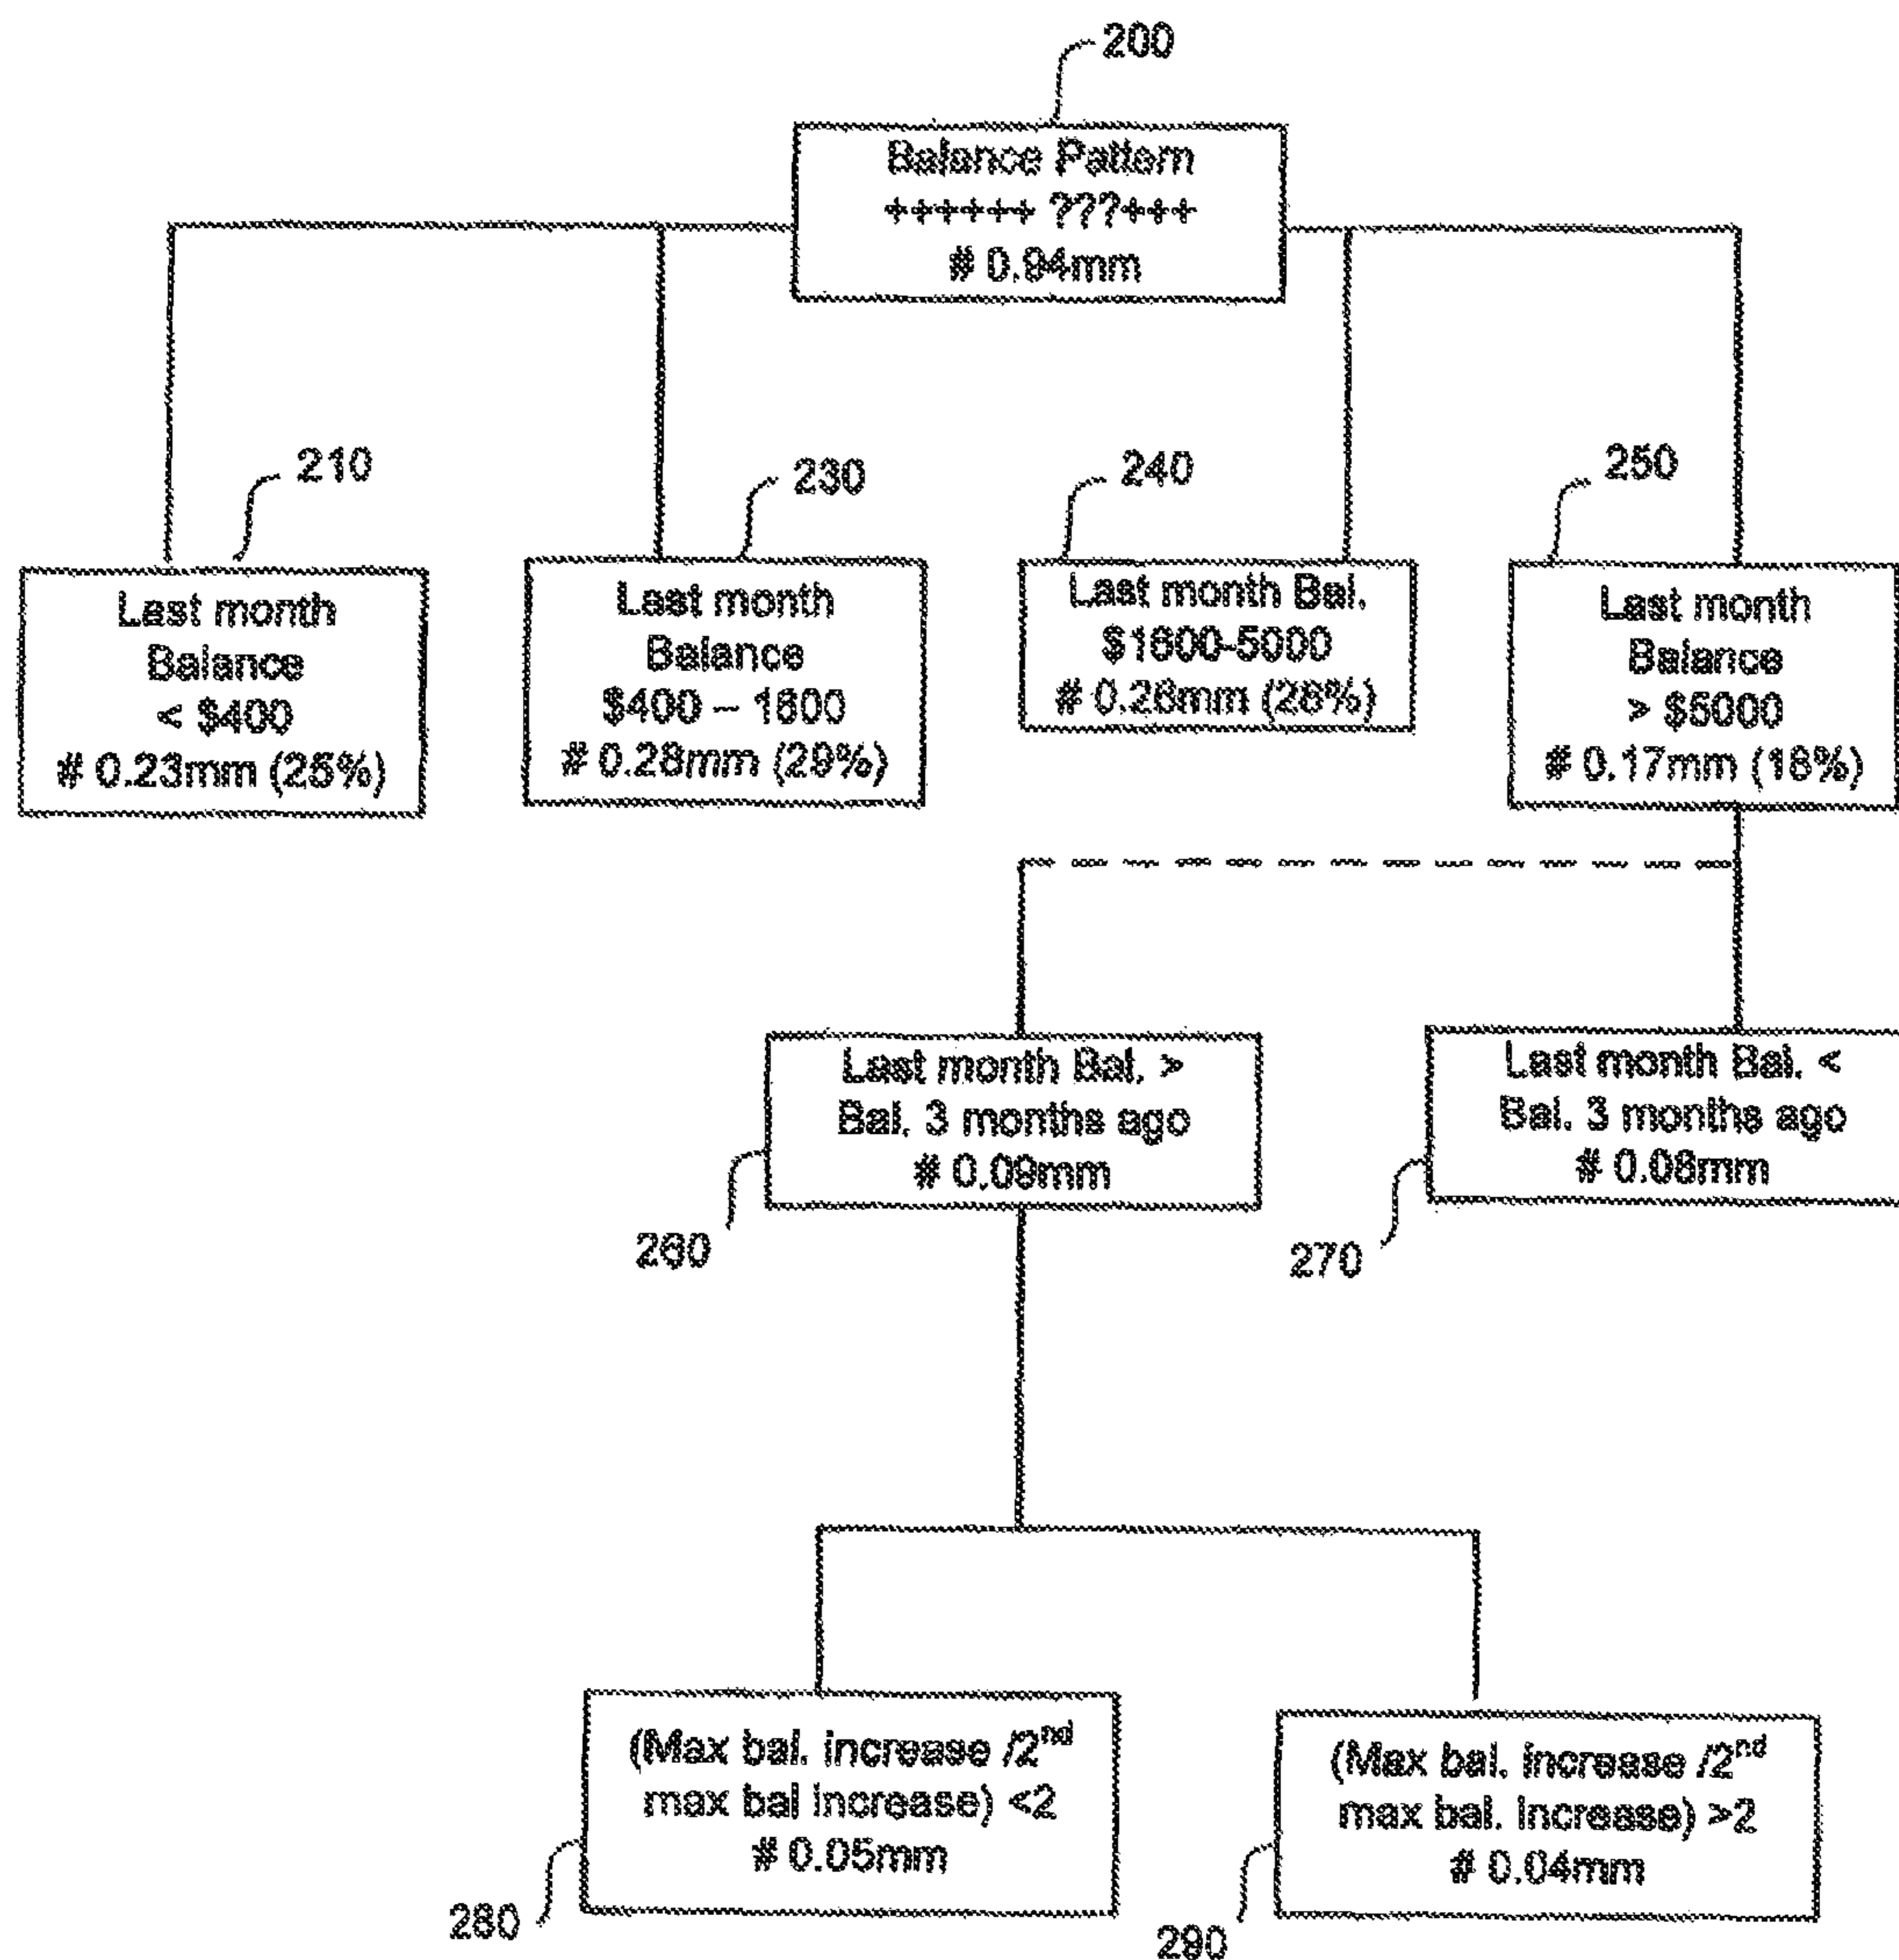 200
Balance Pattern
++++++ ???+++
# 0.94mm
210
Last month
Balance
< $400
# 0.23mm (25%)
230
Last month
Balance
$400 – 1600
# 0.28mm (29%)
240
Last month Bal.
$1600-5000
# 0.26mm (28%)
250
Last month
Balance
> $5000
# 0.17mm (18%)
Last month Bal. >
Bal. 3 months ago
# 0.09mm
260
Last month Bal. <
Bal. 3 months ago
# 0.08mm
270
(Max bal. increase /2nd
max bal increase) <2
# 0.05mm
280
(Max bal. increase /2nd
max bal. increase) >2
# 0.04mm
290